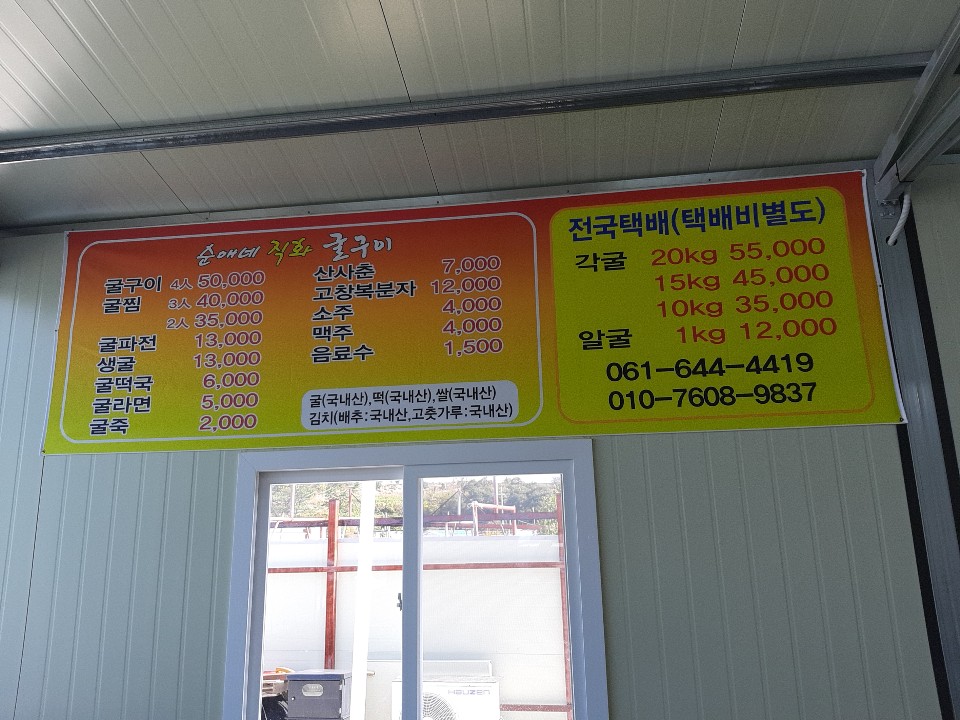 순애네 직화 굴구이
굴구이 4人 50,000
굴찜 3人 40,000
2人 35,000
굴파전 13,000
생굴 13,000
굴떡국 6,000
굴라면 5,000
굴죽 2,000
산사춘 7,000
고창복분자 12,000
소주 4,000
맥주 4,000
음료수 1,500
굴(국내산),떡(국내산),쌀(국내산)
김치(배추:국내산,고춧가루:국내산)
전국택배(택배비별도)
각굴 20kg 55,000
15kg 45,000
10kg 35,000
알굴 1kg 12,000
061-644-4419
010-7608-9837
HAUZEN